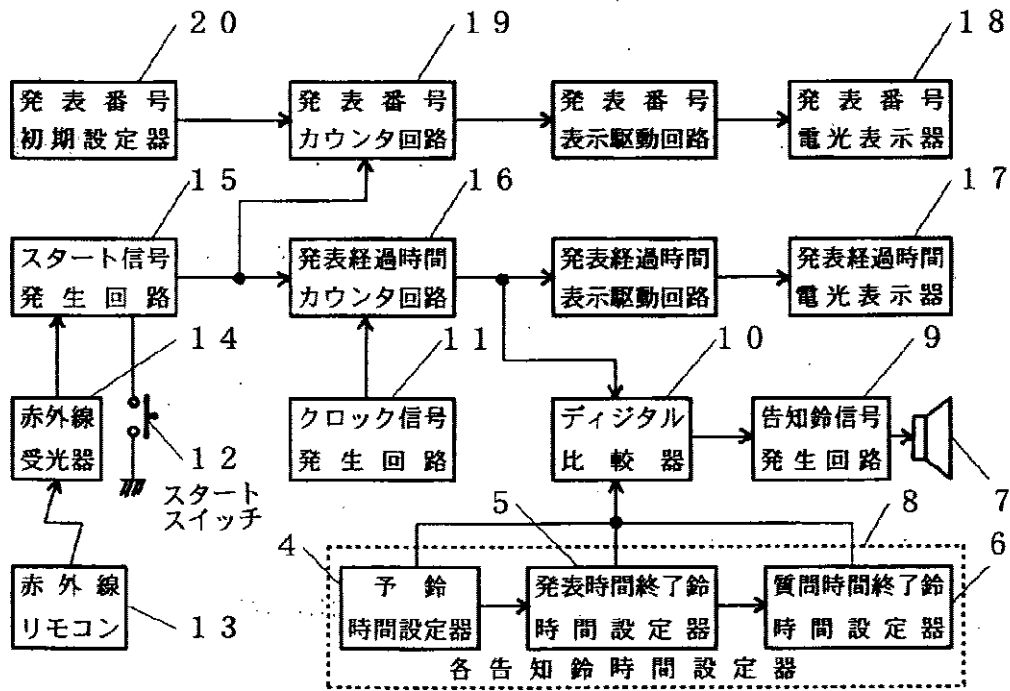 ２０
１９
１８
発表番号
初期設定器
発表番号
カウンタ回路
発表番号
表示駆動回路
発表番号
電光表示器
１５
１６
１７
スタート信号
発生回路
発表経過時間
カウンタ回路
発表経過時間
表示駆動回路
発表経過時間
電光表示器
１４
１１
１０
９
赤外線
受光器
１２
スタート
スイッチ
クロック信号
発生回路
ディジタル
比較器
告知鈴信号
発生回路
７
４
５
８
６
赤外線
リモコン
１３
予鈴
時間設定器
発表時間終了鈴
時間設定器
質問時間終了鈴
時間設定器
各告知鈴時間設定器